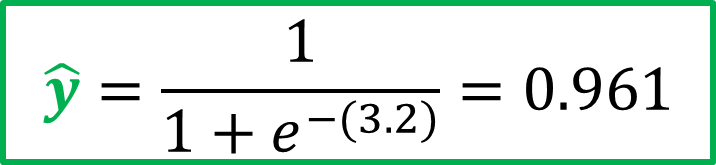 ŷ = 1 / (1 + e^−(3.2)) = 0.961